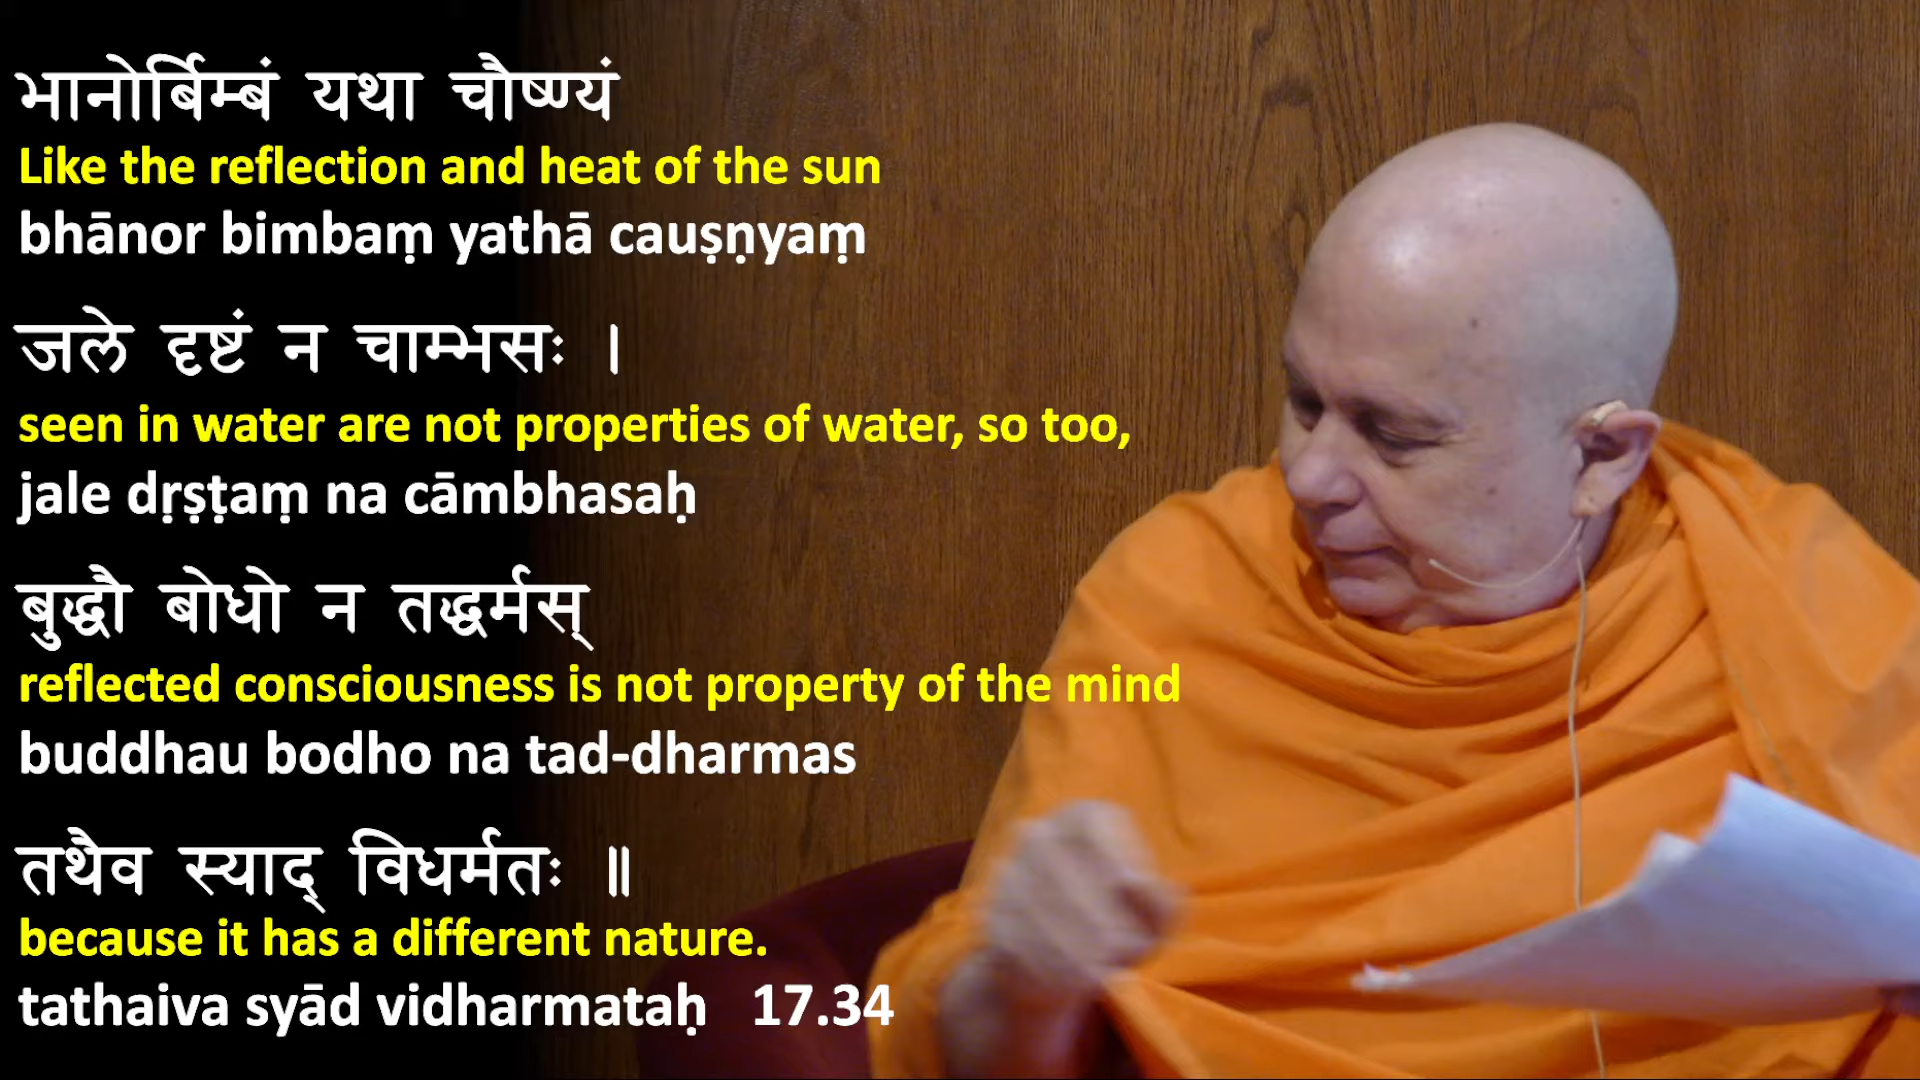 भानोर्बिम्बं यथा चौष्ण्यं
Like the reflection and heat of the sun
bhānor bimbaṃ yathā cauṣṇyaṃ
जले दृष्टं न चाम्भसः ।
seen in water are not properties of water, so too,
jale dṛṣṭaṃ na cāmbhasaḥ
बुद्धौ बोधो न तद्धर्मस्
reflected consciousness is not property of the mind
buddhau bodho na tad-dharmas
तथैव स्याद् विधर्मतः ॥
because it has a different nature.
tathaiva syād vidharmataḥ 17.34